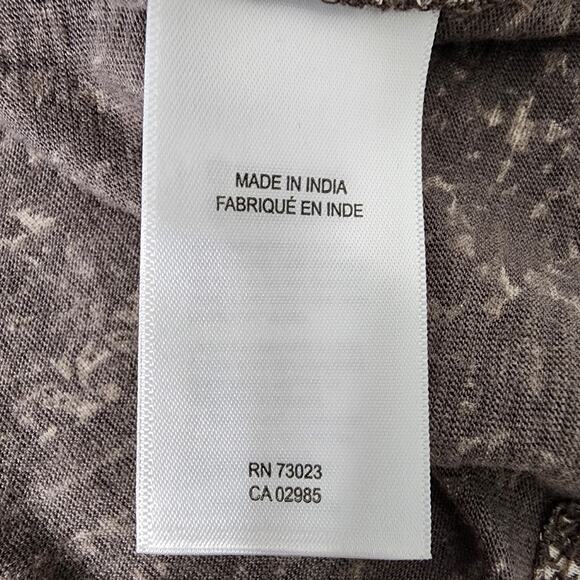 MADE IN INDIA
FABRIQUÉ EN INDE
RN 73023
CA 02985